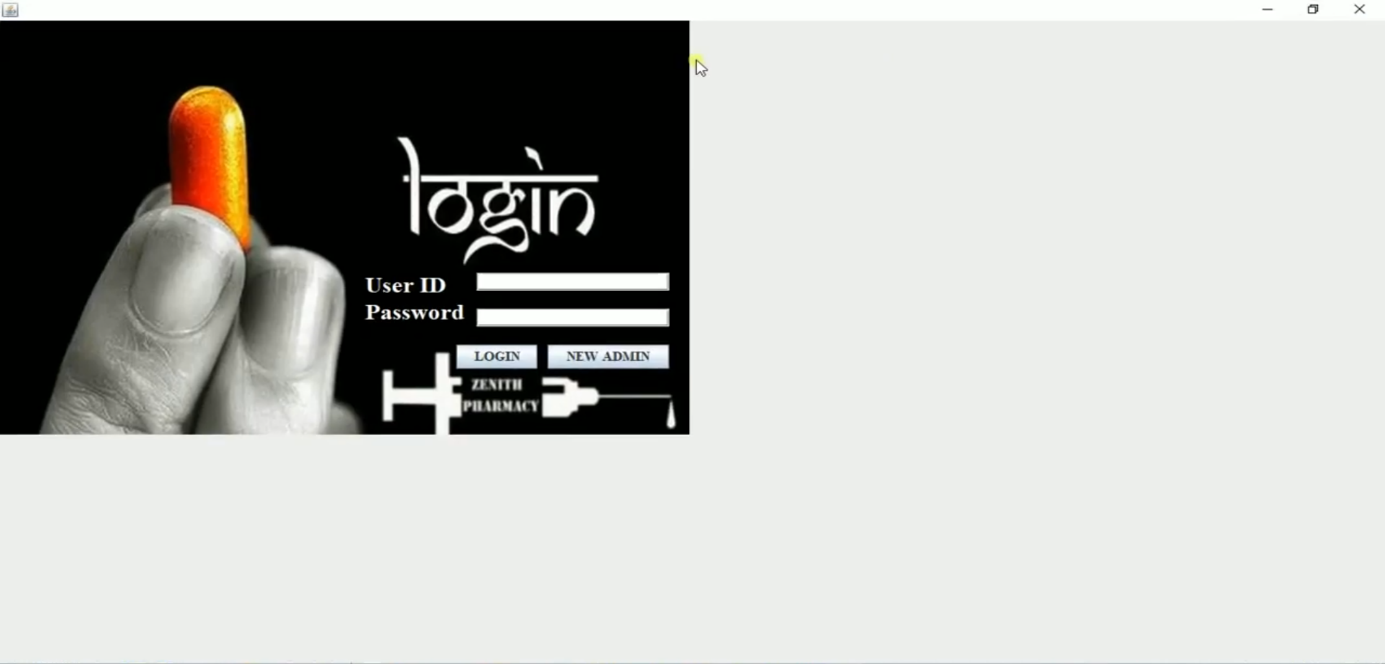 login
User ID
Password
LOGIN NEW ADMIN
ZENITH
PHARMACY